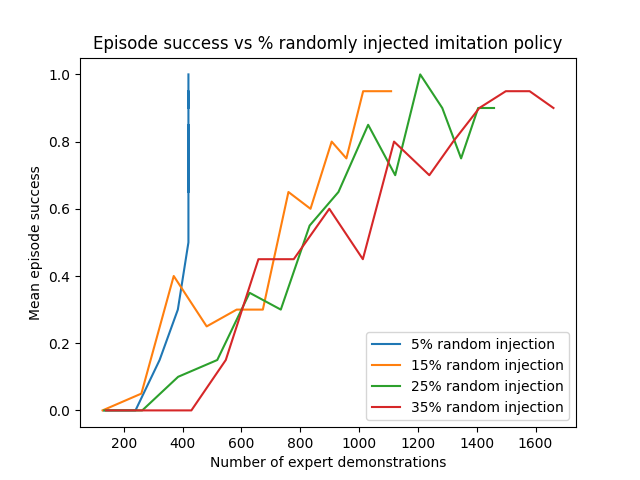 Episode success vs % randomly injected imitation policy
1.0
0.8
0.6
0.4
0.2
0.0
Mean episode success
5% random injection
15% random injection
25% random injection
35% random injection
200 400 600 800 1000 1200 1400 1600
Number of expert demonstrations